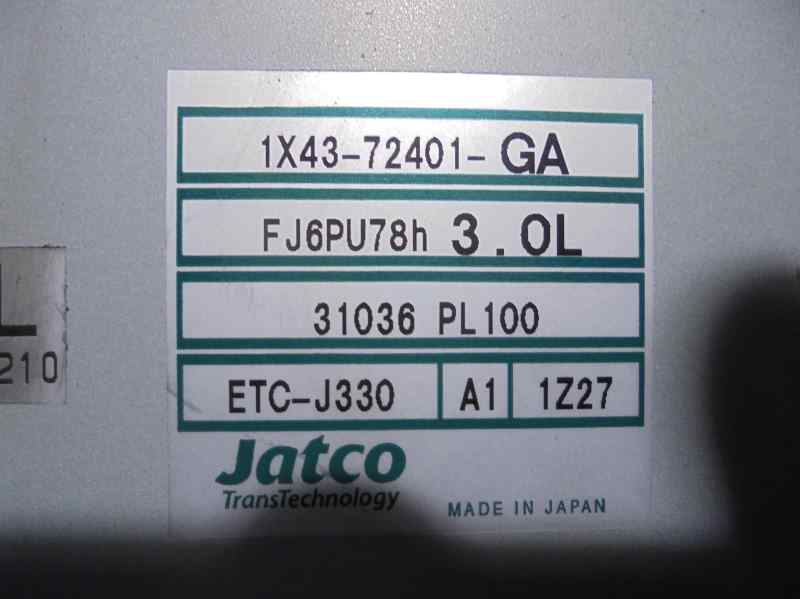 1X43-72401-GA
FJ6PU78h 3.0L
31036 PL100
ETC-J330 A1 1Z27
Jatco
TransTechnology
MADE IN JAPAN
L
210